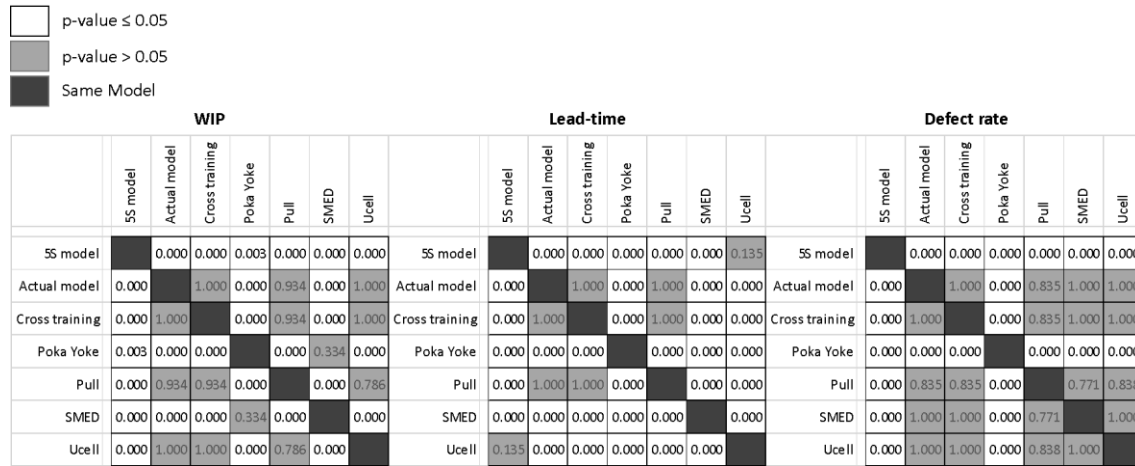 p-value ≤ 0.05
p-value > 0.05
Same Model
WIP Lead-time Defect rate
5S model Actual model Cross training Poka Yoke Pull SMED Ucell 5S model Actual model Cross training Poka Yoke Pull SMED Ucell 5S model Actual model Cross training Poka Yoke Pull SMED Ucell
5S model 0.000 0.000 0.003 0.000 0.000 0.000 5S model 0.000 0.000 0.000 0.000 0.000 0.135 5S model 0.000 0.000 0.000 0.000 0.000 0.000
Actual model 0.000 1.000 0.000 0.934 0.000 1.000 Actual model 0.000 1.000 0.000 1.000 0.000 0.000 Actual model 0.000 1.000 0.000 0.835 1.000 1.000
Cross training 0.000 1.000 0.000 0.934 0.000 1.000 Cross training 0.000 1.000 0.000 1.000 0.000 0.000 Cross training 0.000 1.000 0.000 0.835 1.000 1.000
Poka Yoke 0.003 0.000 0.000 0.000 0.334 0.000 Poka Yoke 0.000 0.000 0.000 0.000 0.000 0.000 Poka Yoke 0.000 0.000 0.000 0.000 0.000 0.000
Pull 0.000 0.934 0.934 0.000 0.000 0.786 Pull 0.000 1.000 1.000 0.000 0.000 0.000 Pull 0.000 0.835 0.835 0.000 0.771 0.838
SMED 0.000 0.000 0.000 0.334 0.000 0.000 SMED 0.000 0.000 0.000 0.000 0.000 0.000 SMED 0.000 1.000 1.000 0.000 0.771 1.000
Ucell 0.000 1.000 1.000 0.000 0.786 0.000 Ucell 0.135 0.000 0.000 0.000 0.000 0.000 Ucell 0.000 1.000 1.000 0.000 0.838 1.000